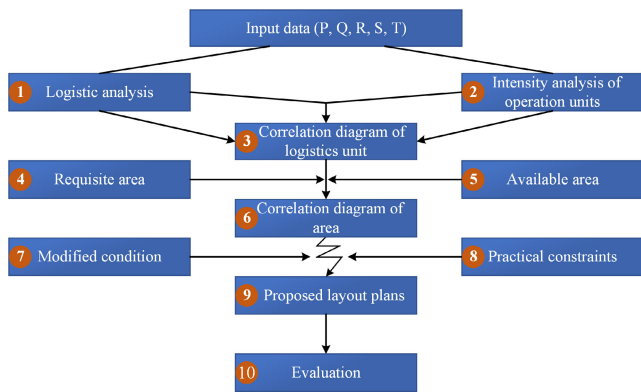 Input data (P, Q, R, S, T)
1 Logistic analysis
2 Intensity analysis of
operation units
3 Correlation diagram of
logistics unit
4 Requisite area
5 Available area
6 Correlation diagram of
area
7 Modified condition
8 Practical constraints
9 Proposed layout plans
10 Evaluation